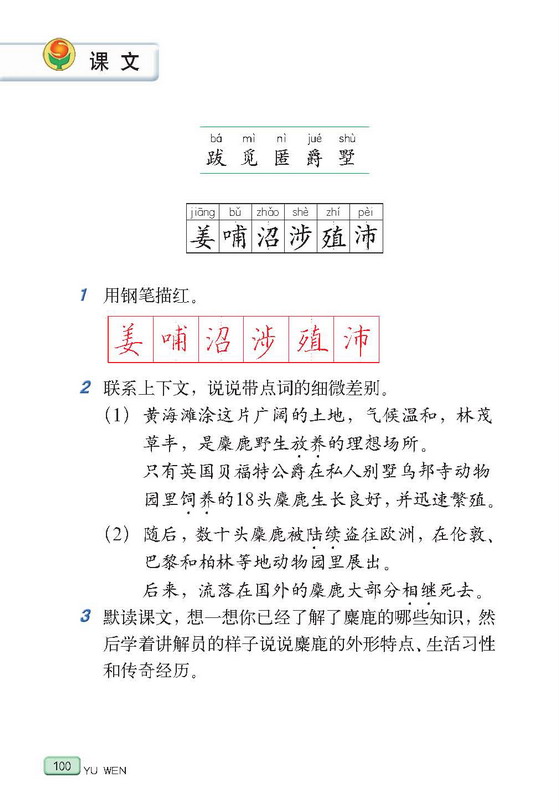 课文
bá mì nì jué shù
跋 觅 匿 爵 墅
jiāng bǔ zhǎo shè zhí pèi
姜 哺 沼 涉 殖 沛
1 用钢笔描红。
姜 哺 沼 涉 殖 沛
2 联系上下文，说说带点词的细微差别。
（1）黄海滩涂这片广阔的土地，气候温和，林茂
草丰，是麋鹿野生放养的理想场所。
只有英国贝福特公爵在私人别墅乌邦寺动物
园里饲养的18头麋鹿生长良好，并迅速繁殖。
（2）随后，数十头麋鹿被陆续盗往欧洲，在伦敦、
巴黎和柏林等地动物园里展出。
后来，流落在国外的麋鹿大部分相继死去。
3 默读课文，想一想你已经了解了麋鹿的哪些知识，然
后学着讲解员的样子说说麋鹿的外形特点、生活习性
和传奇经历。
100 YU WEN